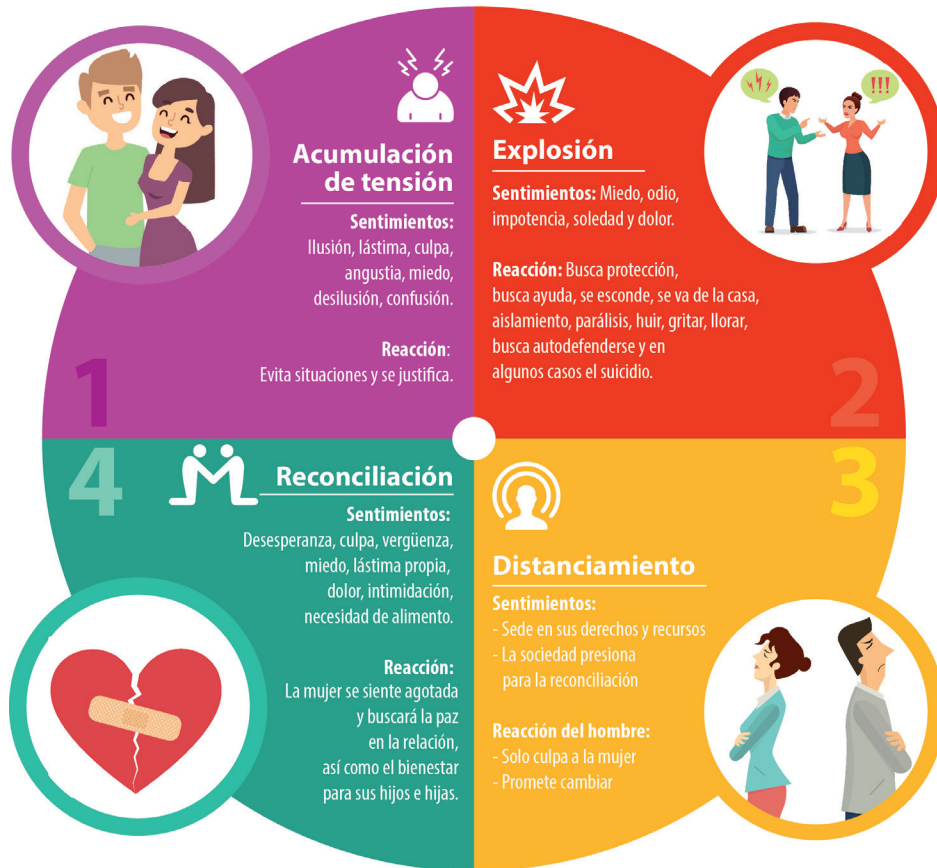 Acumulación
de tensión
Sentimientos:
Ilusión, lástima, culpa,
angustia, miedo,
desilusión, confusión.
Reacción:
Evita situaciones y se justifica.
1
Explosión
!!!
Sentimientos: Miedo, odio,
impotencia, soledad y dolor.
Reacción: Busca protección,
busca ayuda, se esconde, se va de la casa,
aislamiento, parálisis, huir, gritar, llorar,
busca autodefenderse y en
algunos casos el suicidio.
2
3
Distanciamiento
Sentimientos:
- Sede en sus derechos y recursos
- La sociedad presiona
para la reconciliación
Reacción del hombre:
- Solo culpa a la mujer
- Promete cambiar
4
Reconciliación
Sentimientos:
Desesperanza, culpa, vergüenza,
miedo, lástima propia,
dolor, intimidación,
necesidad de alimento.
Reacción:
La mujer se siente agotada
y buscará la paz
en la relación,
así como el bienestar
para sus hijos e hijas.